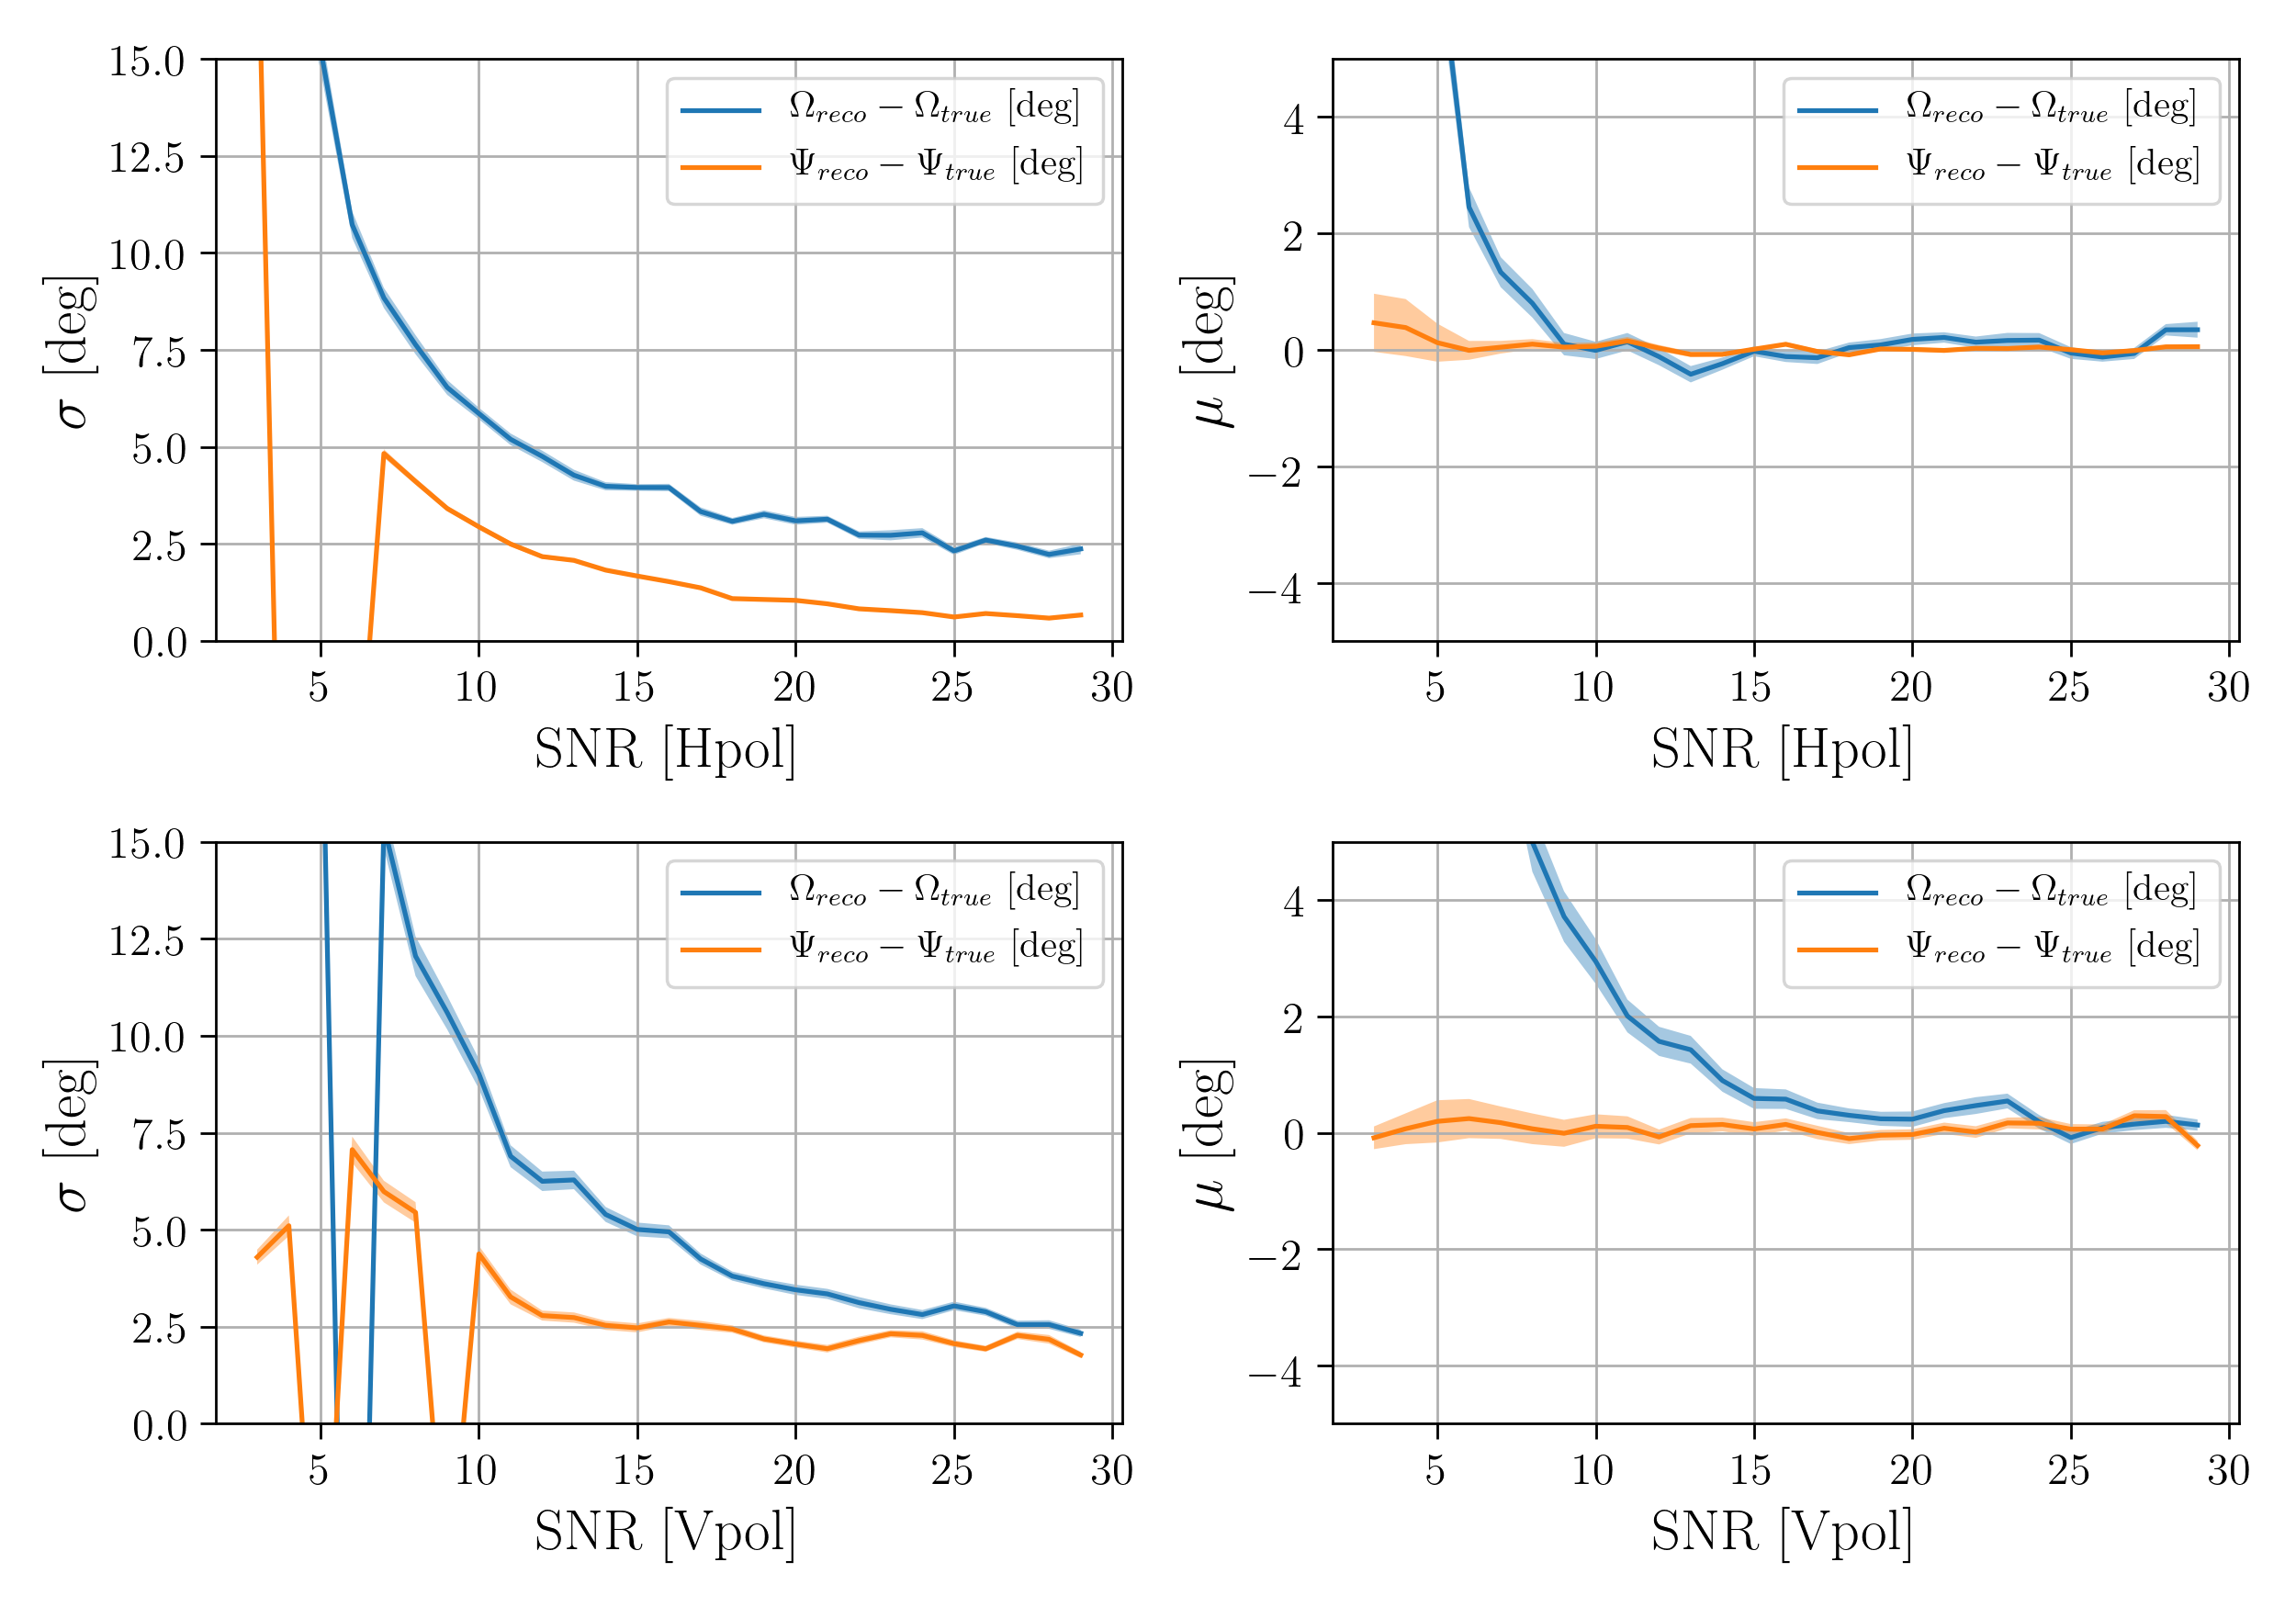 15.0
12.5
10.0
7.5
5.0
2.5
0.0
σ [deg]
Ω_reco − Ω_true [deg]
Ψ_reco − Ψ_true [deg]
5 10 15 20 25 30
SNR [Hpol]
4
2
0
−2
−4
μ [deg]
Ω_reco − Ω_true [deg]
Ψ_reco − Ψ_true [deg]
5 10 15 20 25 30
SNR [Hpol]
15.0
12.5
10.0
7.5
5.0
2.5
0.0
σ [deg]
Ω_reco − Ω_true [deg]
Ψ_reco − Ψ_true [deg]
5 10 15 20 25 30
SNR [Vpol]
4
2
0
−2
−4
μ [deg]
Ω_reco − Ω_true [deg]
Ψ_reco − Ψ_true [deg]
5 10 15 20 25 30
SNR [Vpol]